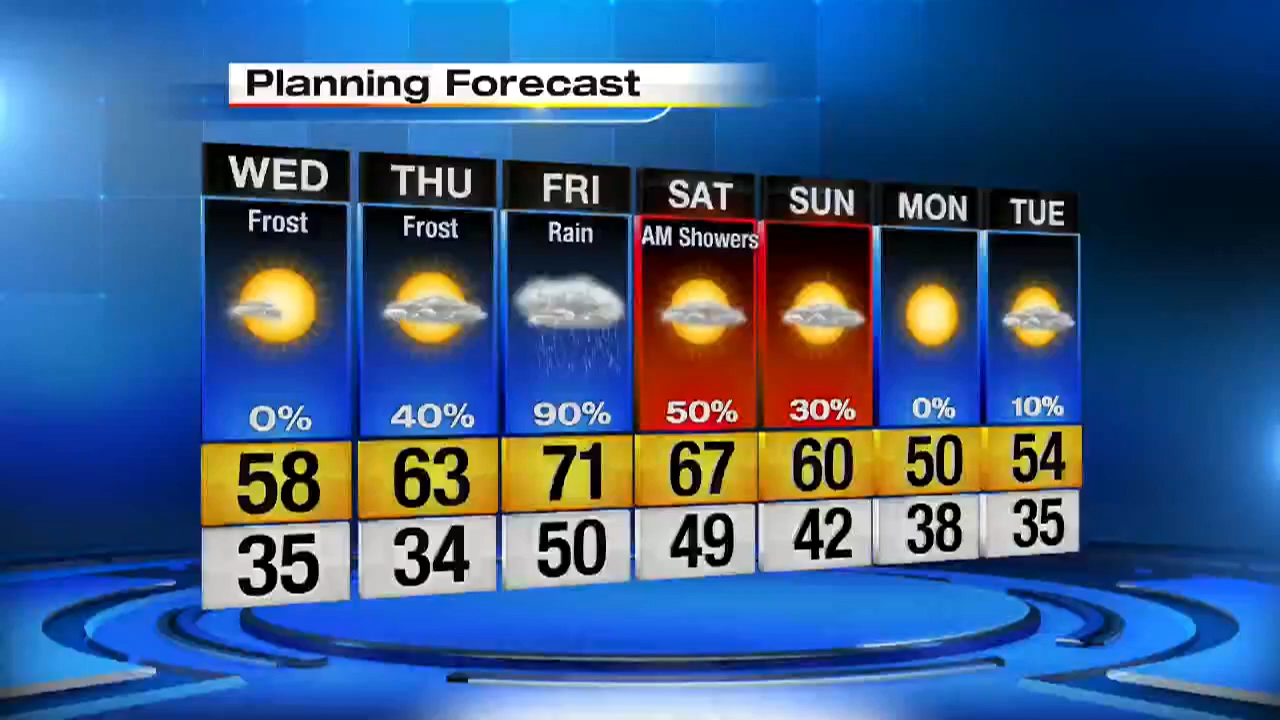 Planning Forecast
WED THU FRI SAT SUN MON TUE
Frost Frost Rain AM Showers
0% 40% 90% 50% 30% 0% 10%
58 63 71 67 60 50 54
35 34 50 49 42 38 35